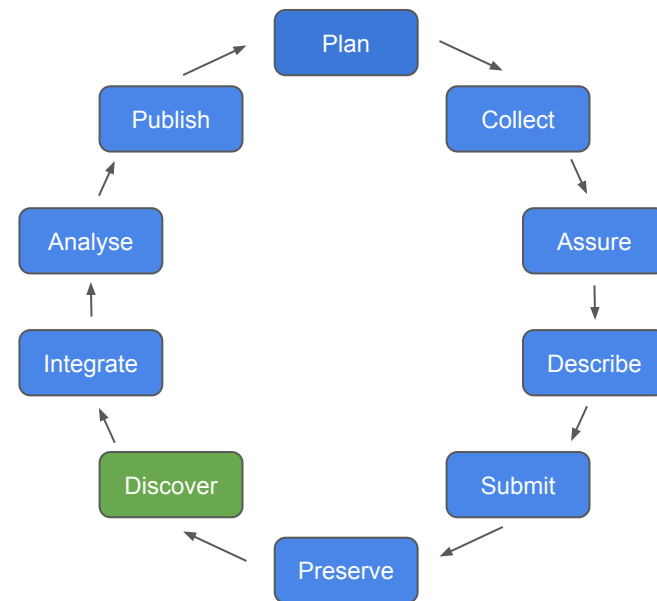 Plan
Collect
Assure
Describe
Submit
Preserve
Discover
Integrate
Analyse
Publish